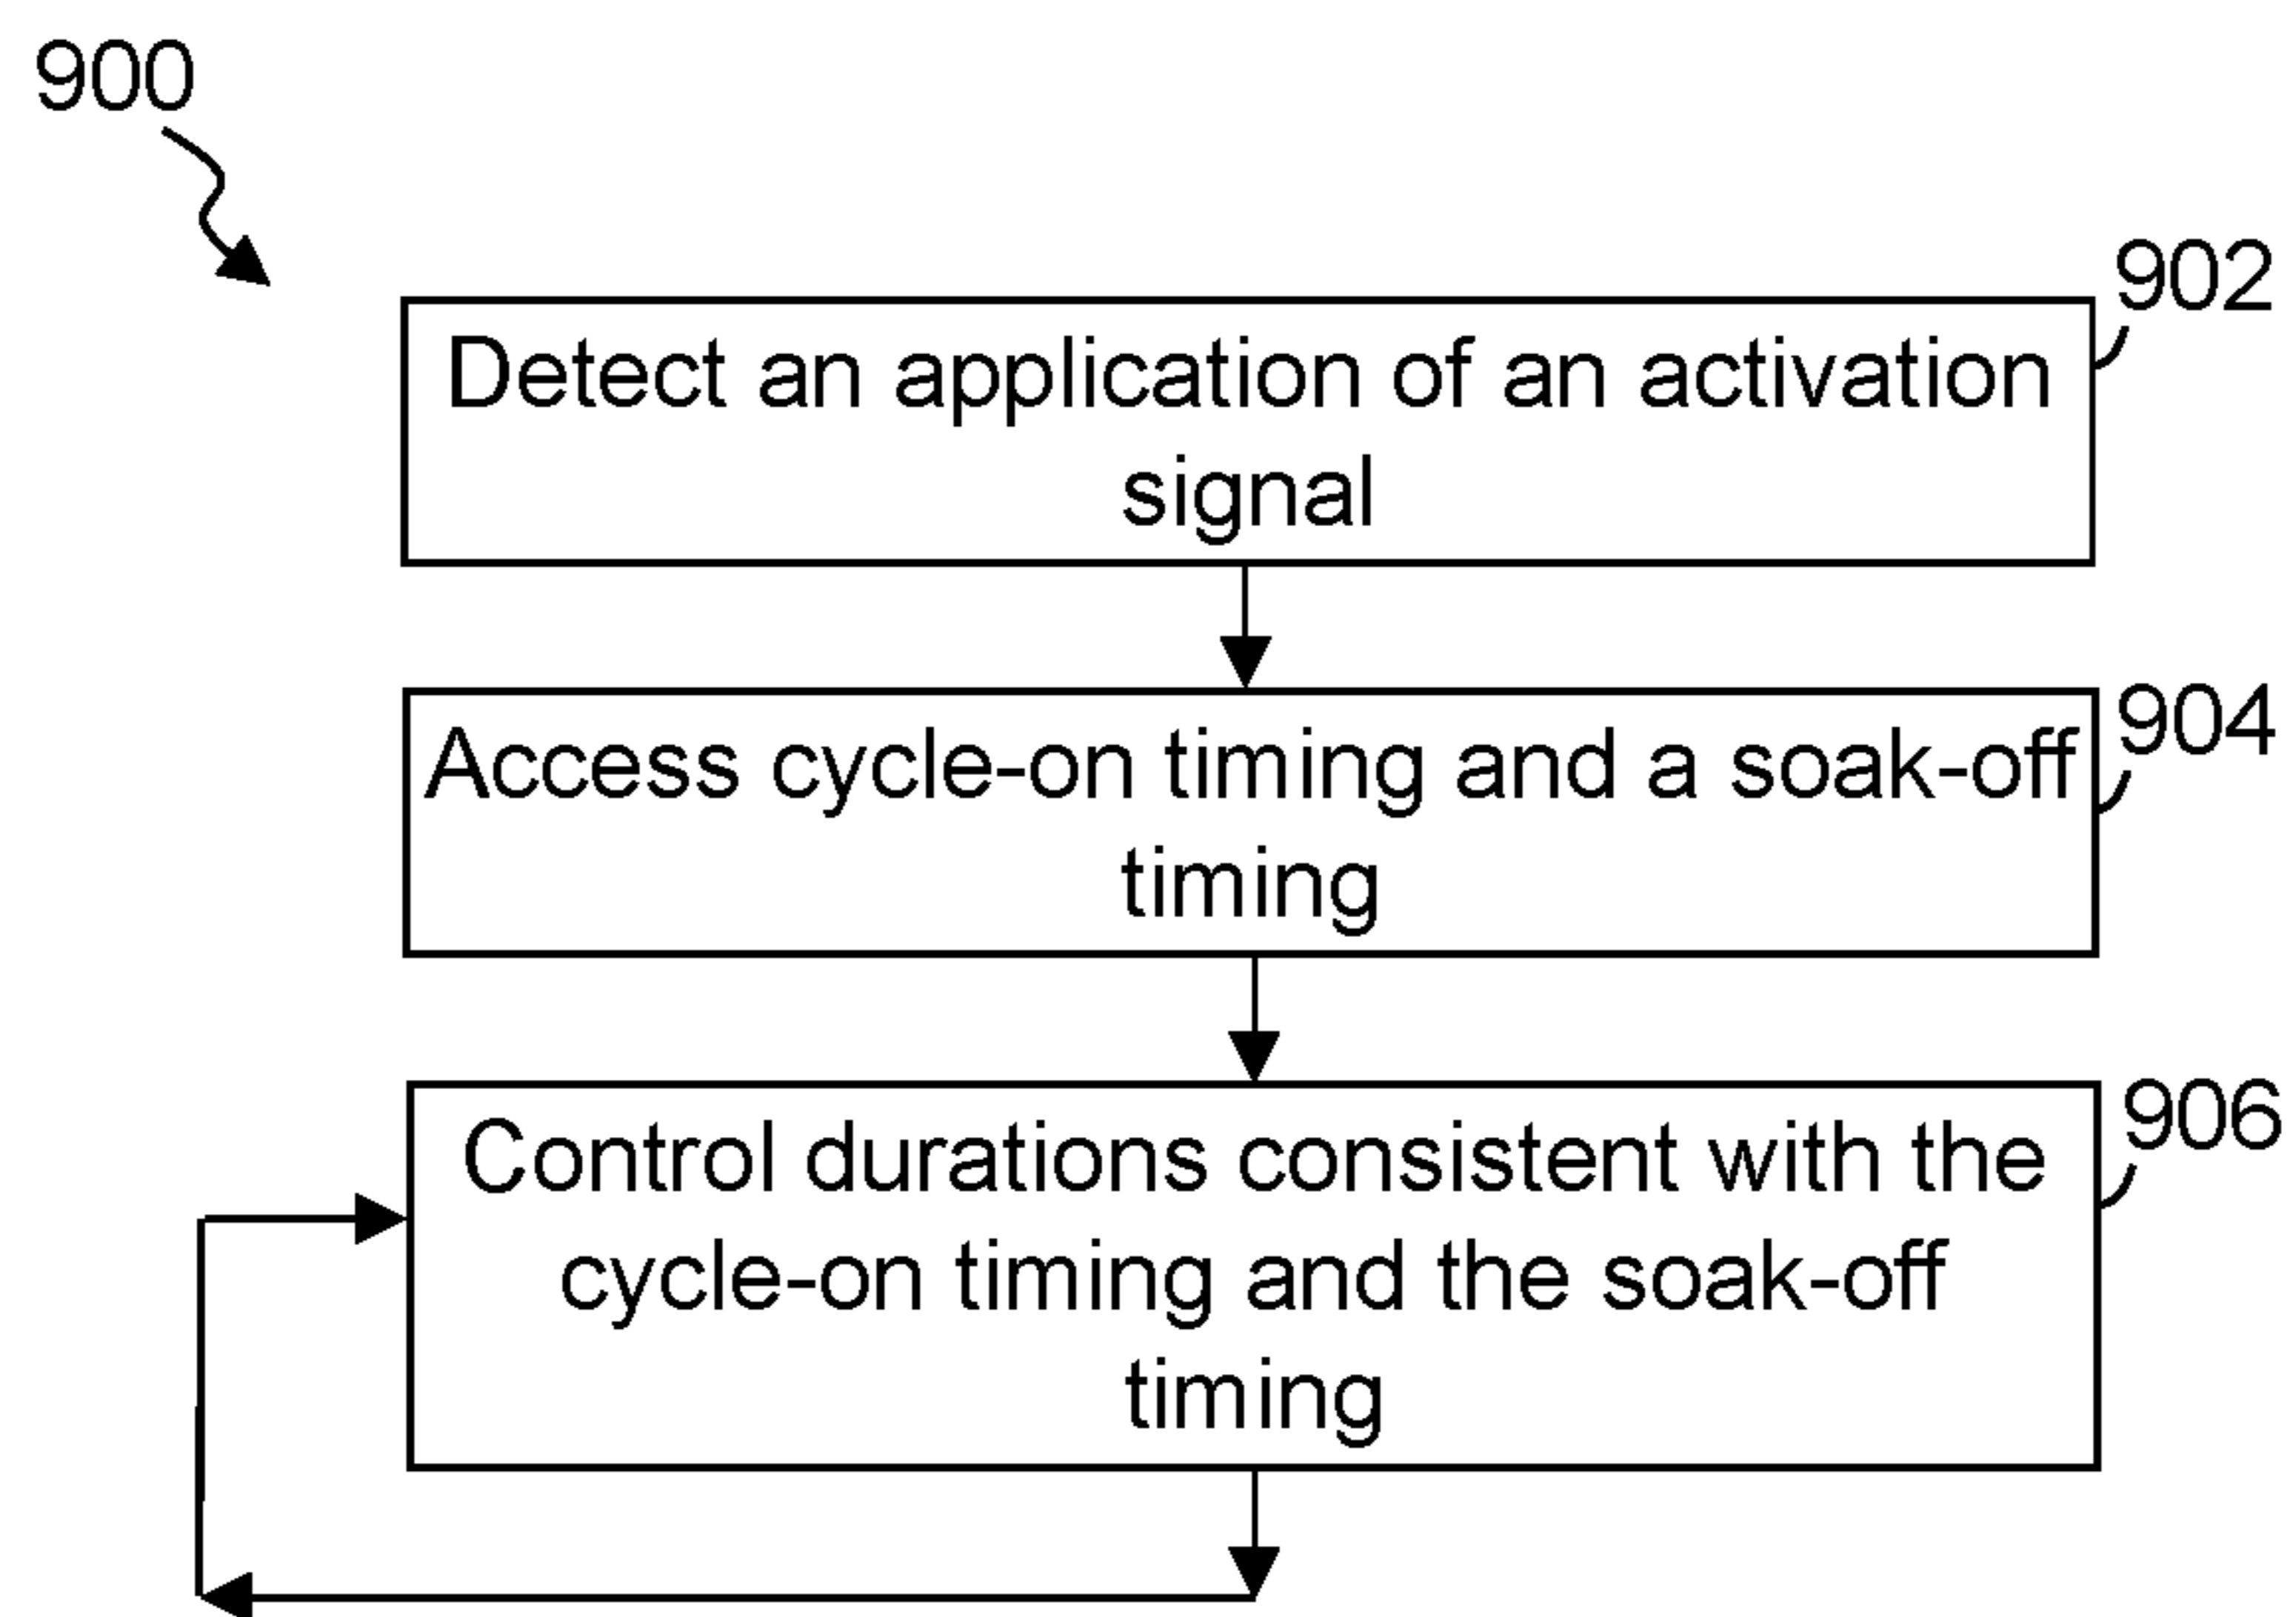 900
902
Detect an application of an activation
signal
904
Access cycle-on timing and a soak-off
timing
906
Control durations consistent with the
cycle-on timing and the soak-off
timing